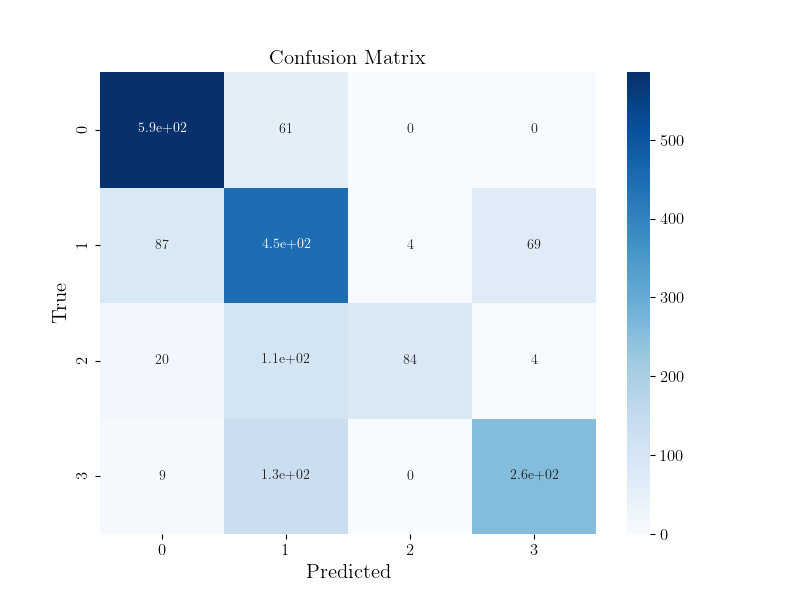 Confusion Matrix
0 5.9e+02 61 0 0
1 87 4.5e+02 4 69
2 20 1.1e+02 84 4
3 9 1.3e+02 0 2.6e+02
0 1 2 3
True
Predicted
500
400
300
200
100
0